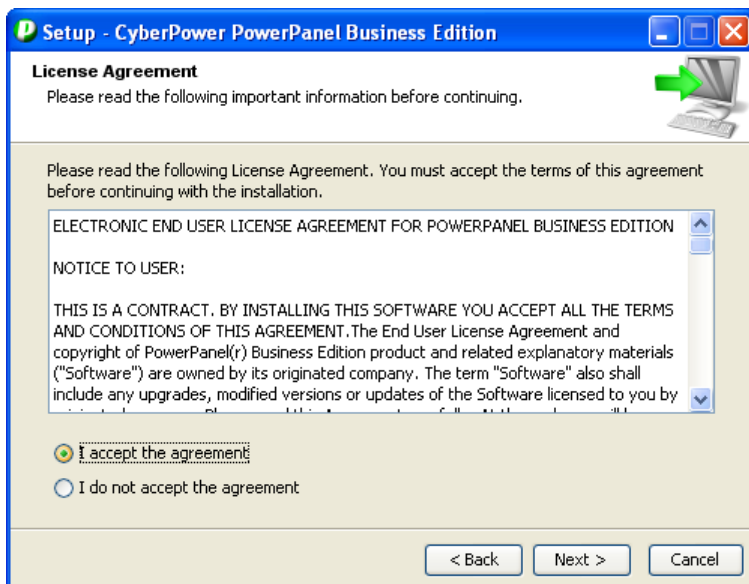 Setup - CyberPower PowerPanel Business Edition
License Agreement
Please read the following important information before continuing.
Please read the following License Agreement. You must accept the terms of this agreement
before continuing with the installation.
ELECTRONIC END USER LICENSE AGREEMENT FOR POWERPANEL BUSINESS EDITION
NOTICE TO USER:
THIS IS A CONTRACT. BY INSTALLING THIS SOFTWARE YOU ACCEPT ALL THE TERMS
AND CONDITIONS OF THIS AGREEMENT.The End User License Agreement and
copyright of PowerPanel(r) Business Edition product and related explanatory materials
("Software") are owned by its originated company. The term "Software" also shall
include any upgrades, modified versions or updates of the Software licensed to you by
I accept the agreement
I do not accept the agreement
< Back
Next >
Cancel